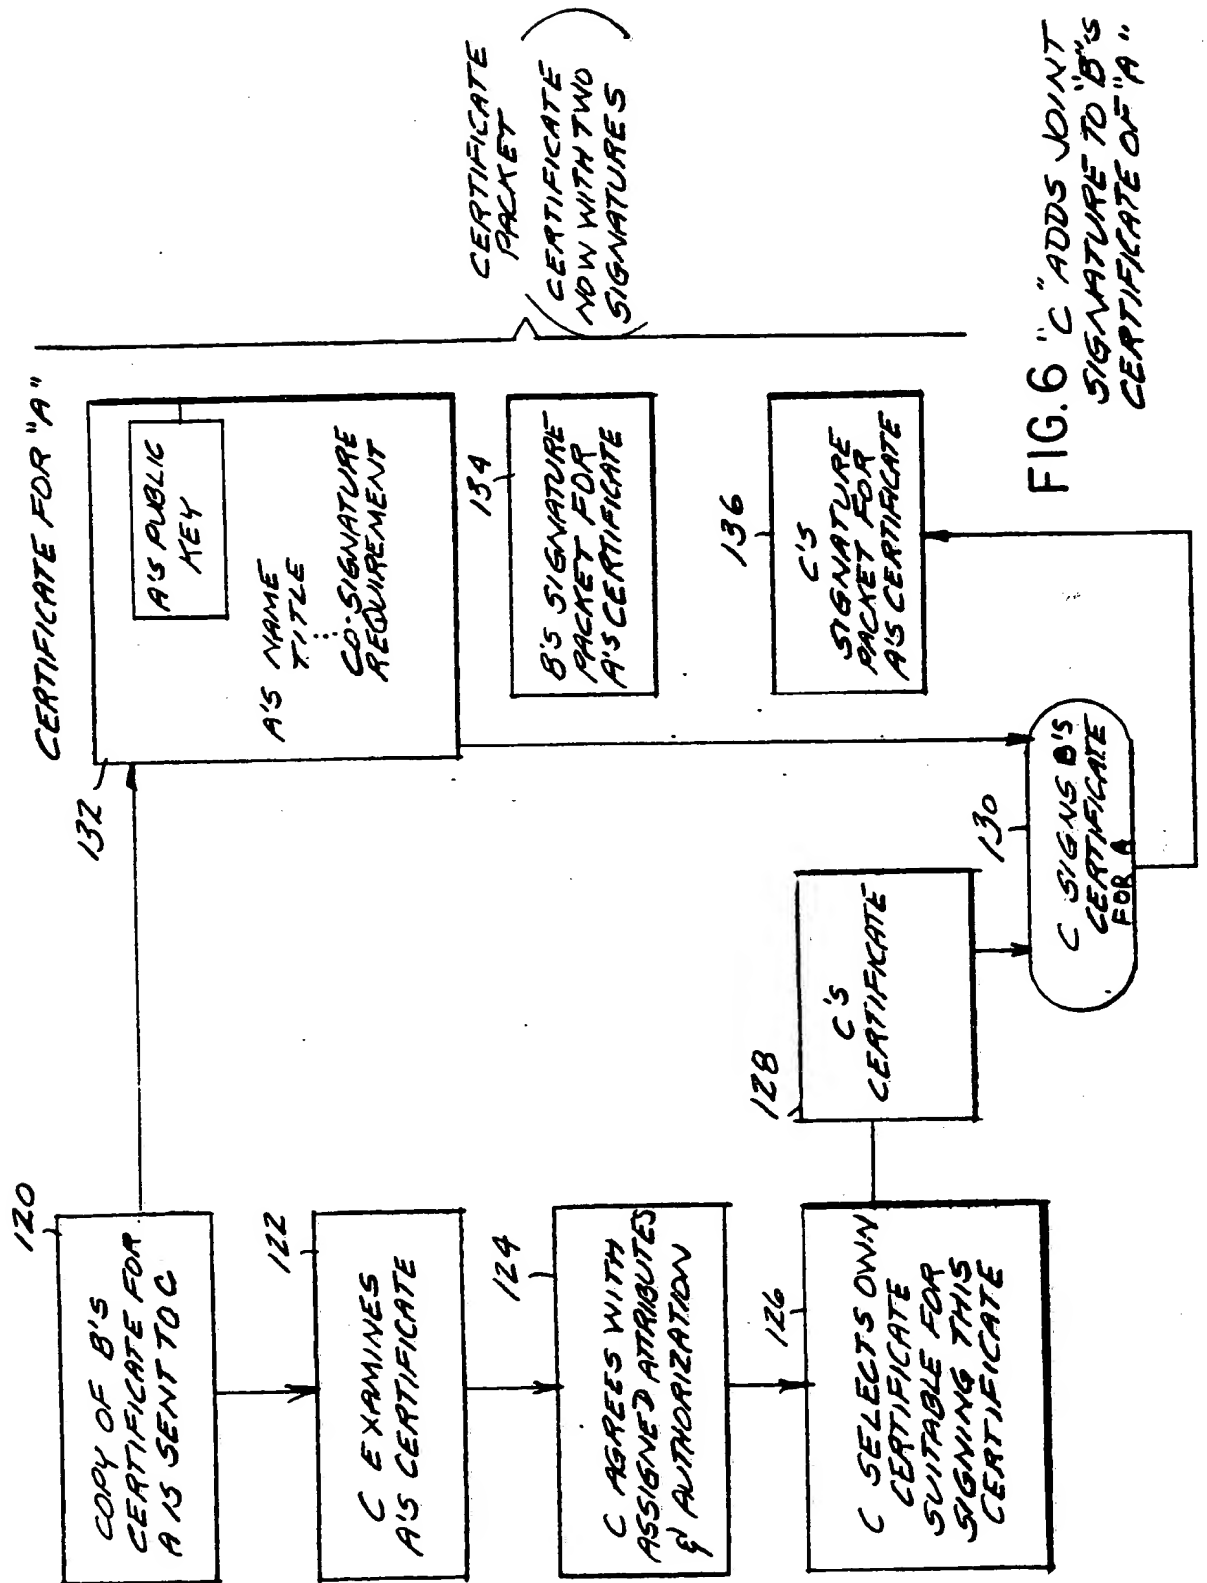 120
COPY OF B'S
CERTIFICATE FOR
A IS SENT TO C
122
C EXAMINES
A'S CERTIFICATE
124
C AGREES WITH
ASSIGNED ATTRIBUTES
& AUTHORIZATION
126
C SELECTS OWN
CERTIFICATE
SUITABLE FOR
SIGNING THIS
CERTIFICATE
128
C'S
CERTIFICATE
130
C SIGNS B'S
CERTIFICATE
FOR A
CERTIFICATE FOR "A"
132
A'S PUBLIC
KEY
A'S NAME
TITLE
⋮
CO-SIGNATURE
REQUIREMENT
134
B'S SIGNATURE
PACKET FOR
A'S CERTIFICATE
136
C'S
SIGNATURE
PACKET FOR
A'S CERTIFICATE
CERTIFICATE
PACKET
(CERTIFICATE
NOW WITH TWO
SIGNATURES)
FIG.6 "C" ADDS JOINT
SIGNATURE TO "B"'S
CERTIFICATE OF "A"